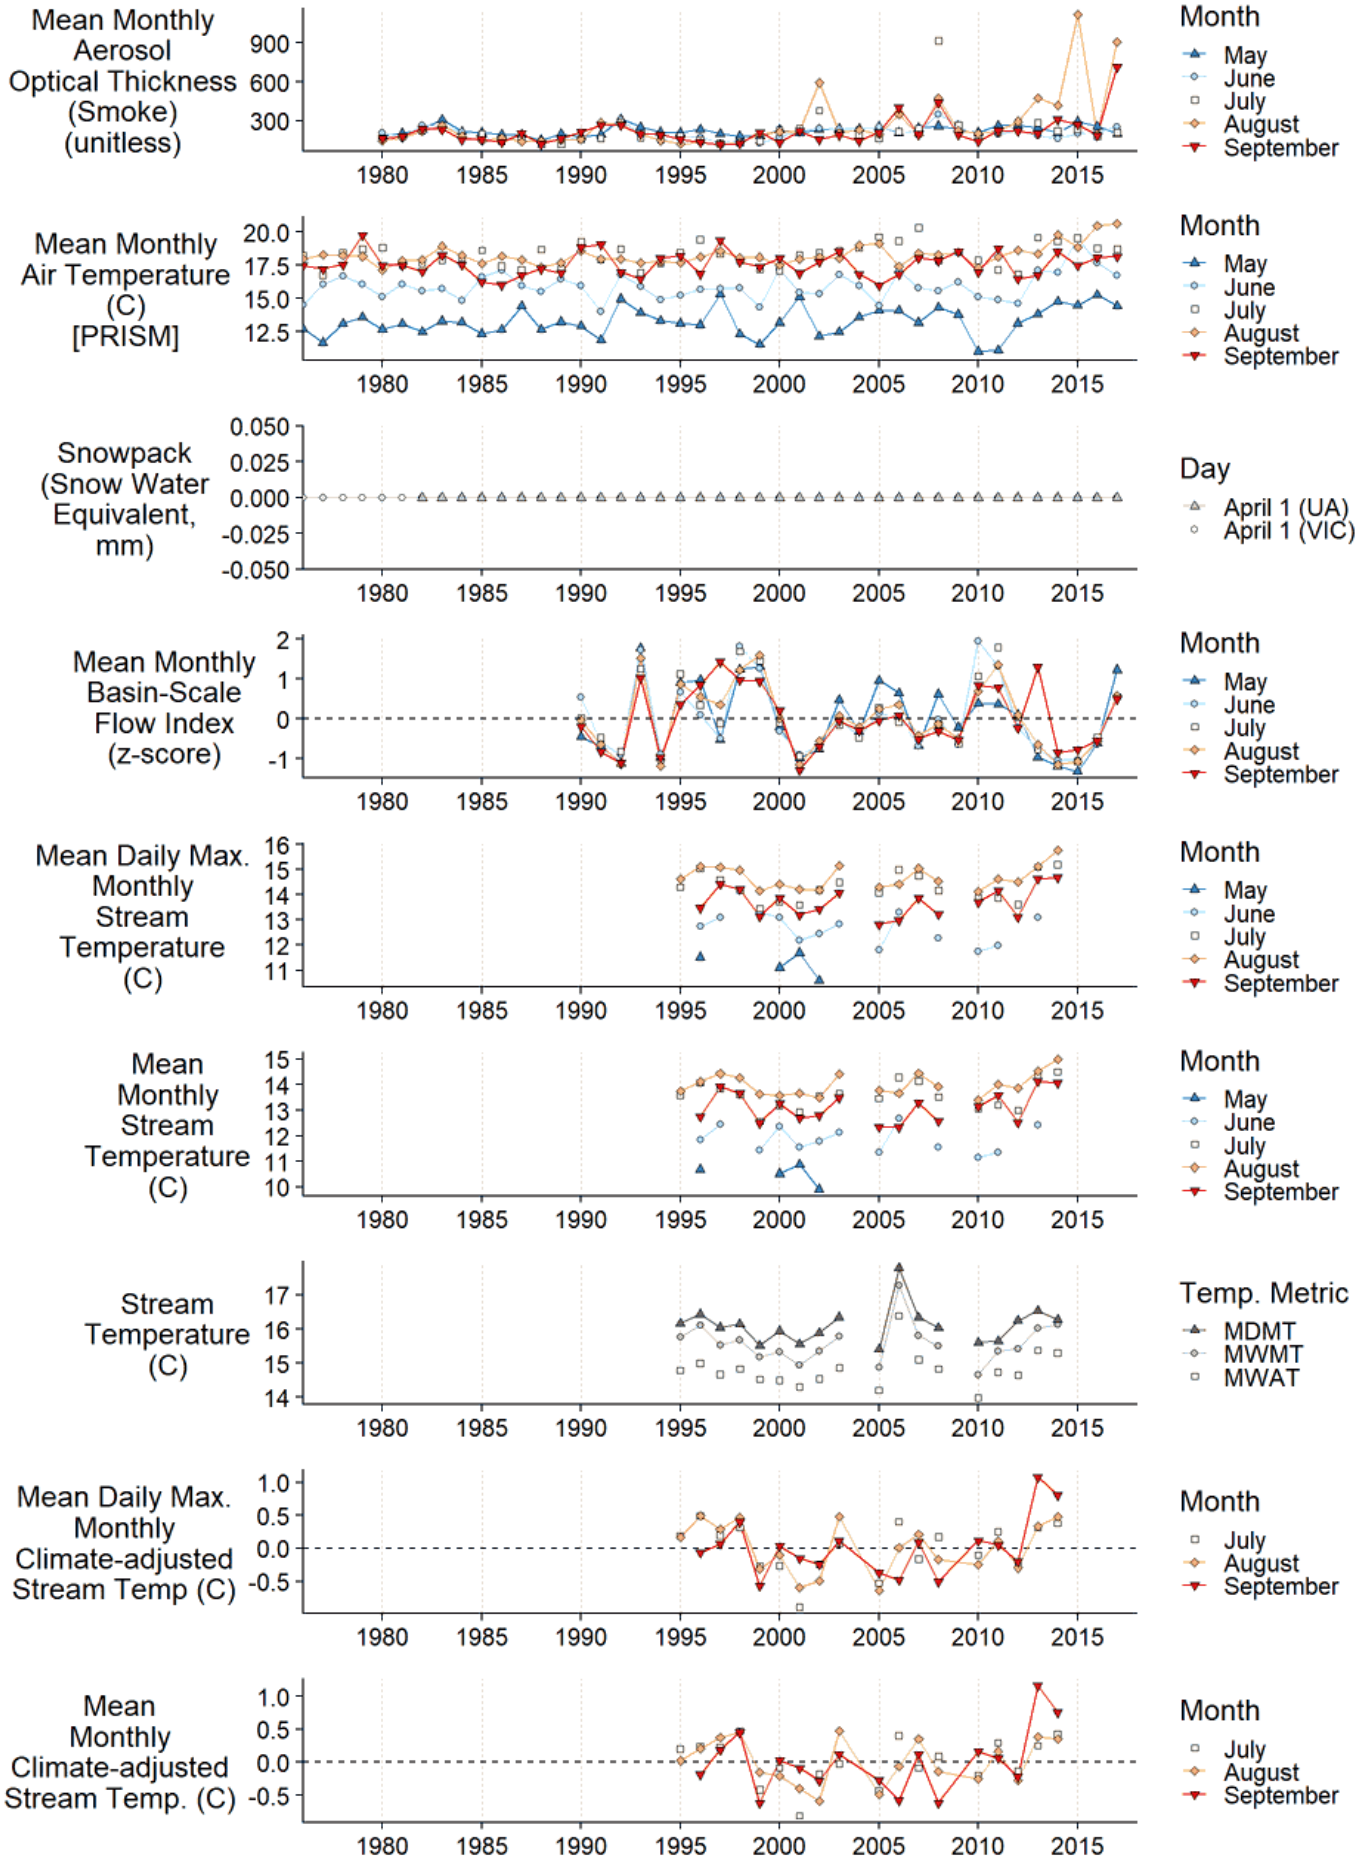 Mean Monthly
Aerosol
Optical Thickness
(Smoke)
(unitless)
900
600
300
1980 1985 1990 1995 2000 2005 2010 2015
Month
May
June
July
August
September
Mean Monthly
Air Temperature
(C)
[PRISM]
20.0
17.5
15.0
12.5
1980 1985 1990 1995 2000 2005 2010 2015
Month
May
June
July
August
September
Snowpack
(Snow Water
Equivalent,
mm)
0.050
0.025
0.000
-0.025
-0.050
1980 1985 1990 1995 2000 2005 2010 2015
Day
April 1 (UA)
April 1 (VIC)
Mean Monthly
Basin-Scale
Flow Index
(z-score)
2
1
0
-1
1980 1985 1990 1995 2000 2005 2010 2015
Month
May
June
July
August
September
Mean Daily Max.
Monthly
Stream
Temperature
(C)
16
15
14
13
12
11
1980 1985 1990 1995 2000 2005 2010 2015
Month
May
June
July
August
September
Mean
Monthly
Stream
Temperature
(C)
15
14
13
12
11
10
1980 1985 1990 1995 2000 2005 2010 2015
Month
May
June
July
August
September
Stream
Temperature
(C)
17
16
15
14
1980 1985 1990 1995 2000 2005 2010 2015
Temp. Metric
MDMT
MWMT
MWAT
Mean Daily Max.
Monthly
Climate-adjusted
Stream Temp (C)
1.0
0.5
0.0
-0.5
1980 1985 1990 1995 2000 2005 2010 2015
Month
July
August
September
Mean
Monthly
Climate-adjusted
Stream Temp. (C)
1.0
0.5
0.0
-0.5
1980 1985 1990 1995 2000 2005 2010 2015
Month
July
August
September